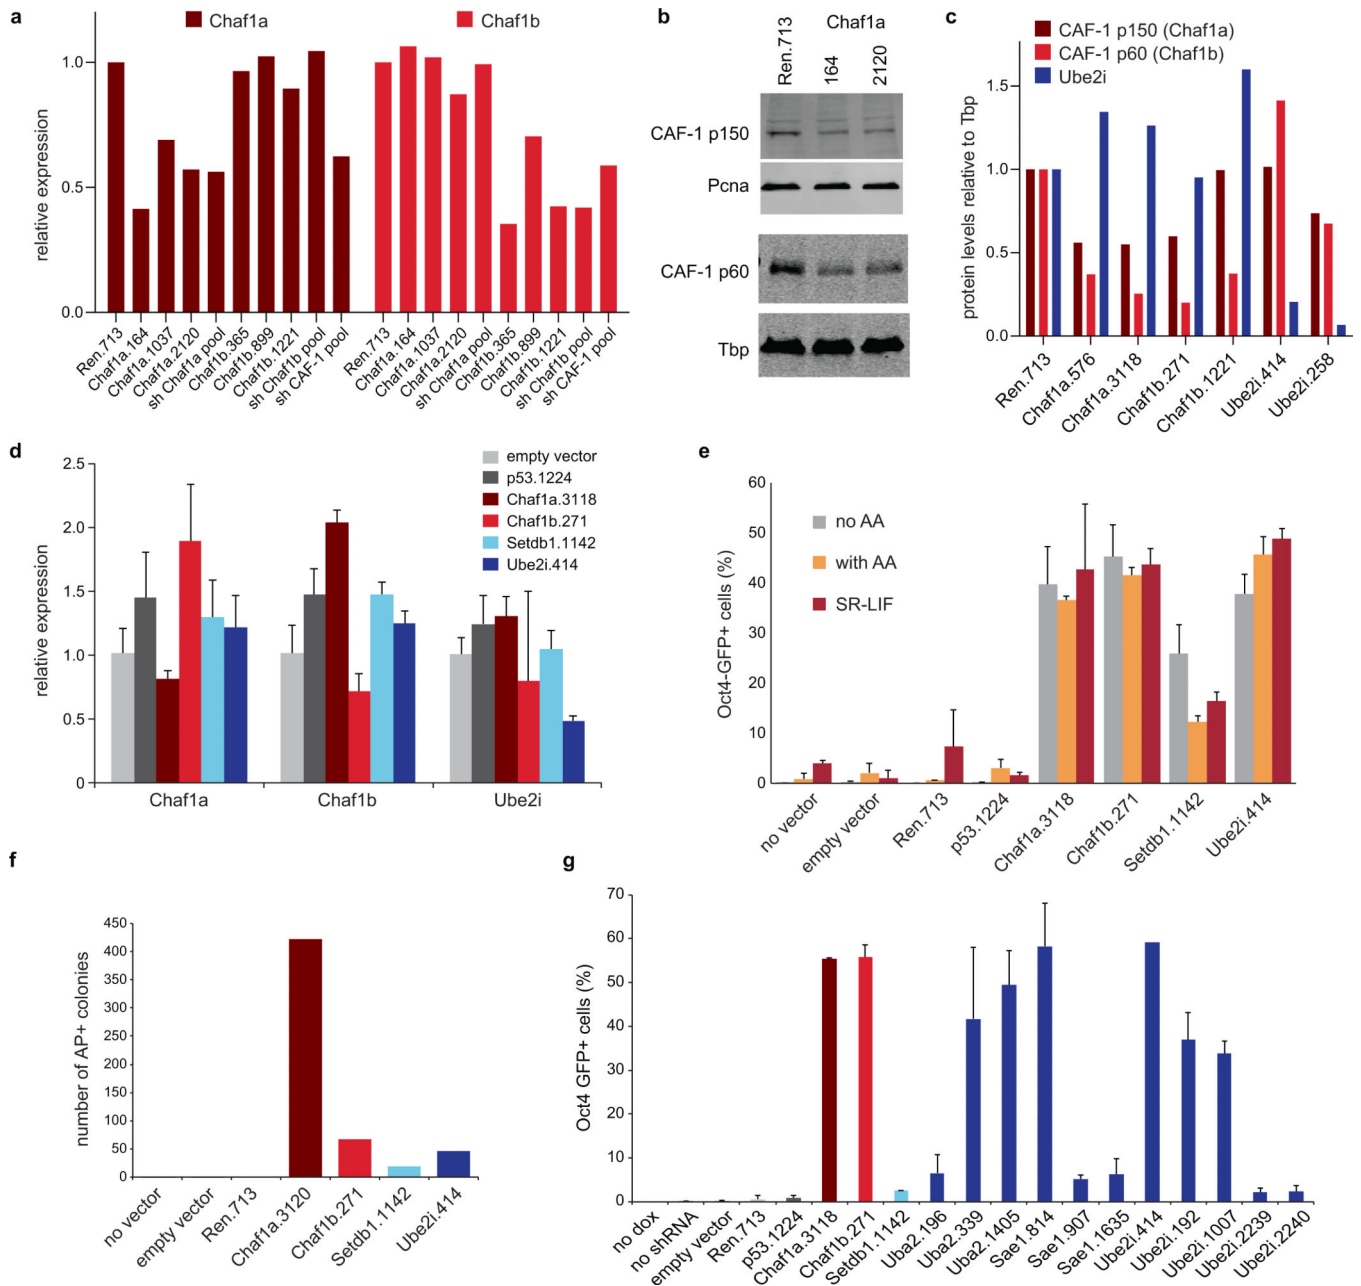 a
Chaf1a
Chaf1b
relative expression
1.0
0.5
0.0
Ren.713
Chaf1a.164
Chaf1a.1037
Chaf1a.2120
sh Chaf1a pool
Chaf1b.365
Chaf1b.899
Chaf1b.1221
sh Chaf1b pool
sh CAF-1 pool
Ren.713
Chaf1a.164
Chaf1a.1037
Chaf1a.2120
sh Chaf1a pool
Chaf1b.365
Chaf1b.899
Chaf1b.1221
sh Chaf1b pool
sh CAF-1 pool
b
Chaf1a
Ren.713
164
2120
CAF-1 p150
Pcna
CAF-1 p60
Tbp
c
CAF-1 p150 (Chaf1a)
CAF-1 p60 (Chaf1b)
Ube2i
protein levels relative to Tbp
1.5
1.0
0.5
0.0
Ren.713
Chaf1a.576
Chaf1a.3118
Chaf1b.271
Chaf1b.1221
Ube2i.414
Ube2i.258
d
empty vector
p53.1224
Chaf1a.3118
Chaf1b.271
Setdb1.1142
Ube2i.414
relative expression
2.5
2.0
1.5
1.0
0.5
0
Chaf1a
Chaf1b
Ube2i
e
no AA
with AA
SR-LIF
Oct4-GFP+ cells (%)
60
50
40
30
20
10
0
no vector
empty vector
Ren.713
p53.1224
Chaf1a.3118
Chaf1b.271
Setdb1.1142
Ube2i.414
f
number of AP+ colonies
450
400
350
300
250
200
150
100
50
0
no vector
empty vector
Ren.713
Chaf1a.3120
Chaf1b.271
Setdb1.1142
Ube2i.414
g
Oct4 GFP+ cells (%)
70
60
50
40
30
20
10
0
no dox
no shRNA
empty vector
Ren.713
p53.1224
Chaf1a.3118
Chaf1b.271
Setdb1.1142
Uba2.196
Uba2.339
Uba2.1405
Sae1.814
Sae1.907
Sae1.1635
Ube2i.414
Ube2i.192
Ube2i.1007
Ube2i.2239
Ube2i.2240